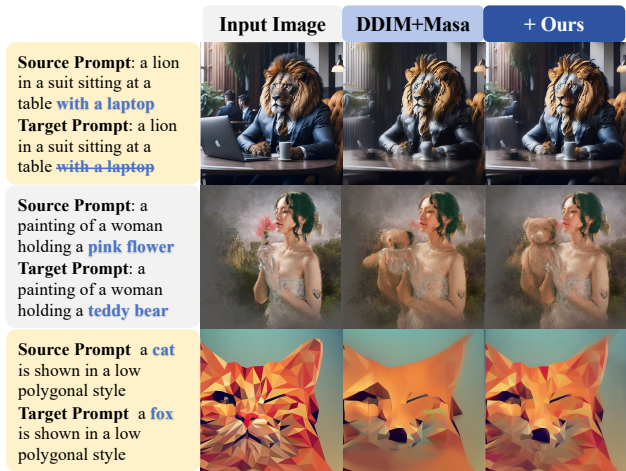 Input Image
DDIM+Masa
+ Ours
Source Prompt: a lion
in a suit sitting at a
table with a laptop
Target Prompt: a lion
in a suit sitting at a
table with a laptop
Source Prompt: a
painting of a woman
holding a pink flower
Target Prompt: a
painting of a woman
holding a teddy bear
Source Prompt a cat
is shown in a low
polygonal style
Target Prompt a fox
is shown in a low
polygonal style